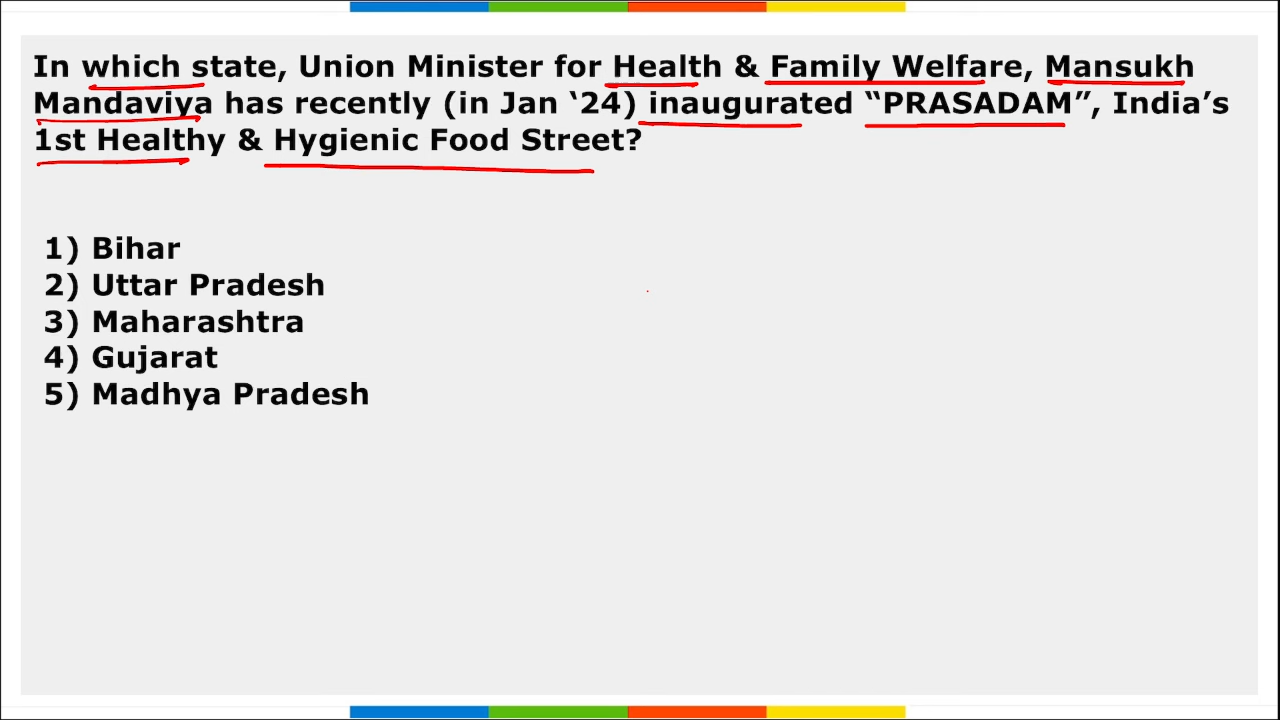 In which state, Union Minister for Health & Family Welfare, Mansukh
Mandaviya has recently (in Jan ‘24) inaugurated “PRASADAM”, India’s
1st Healthy & Hygienic Food Street?
1) Bihar
2) Uttar Pradesh
3) Maharashtra
4) Gujarat
5) Madhya Pradesh